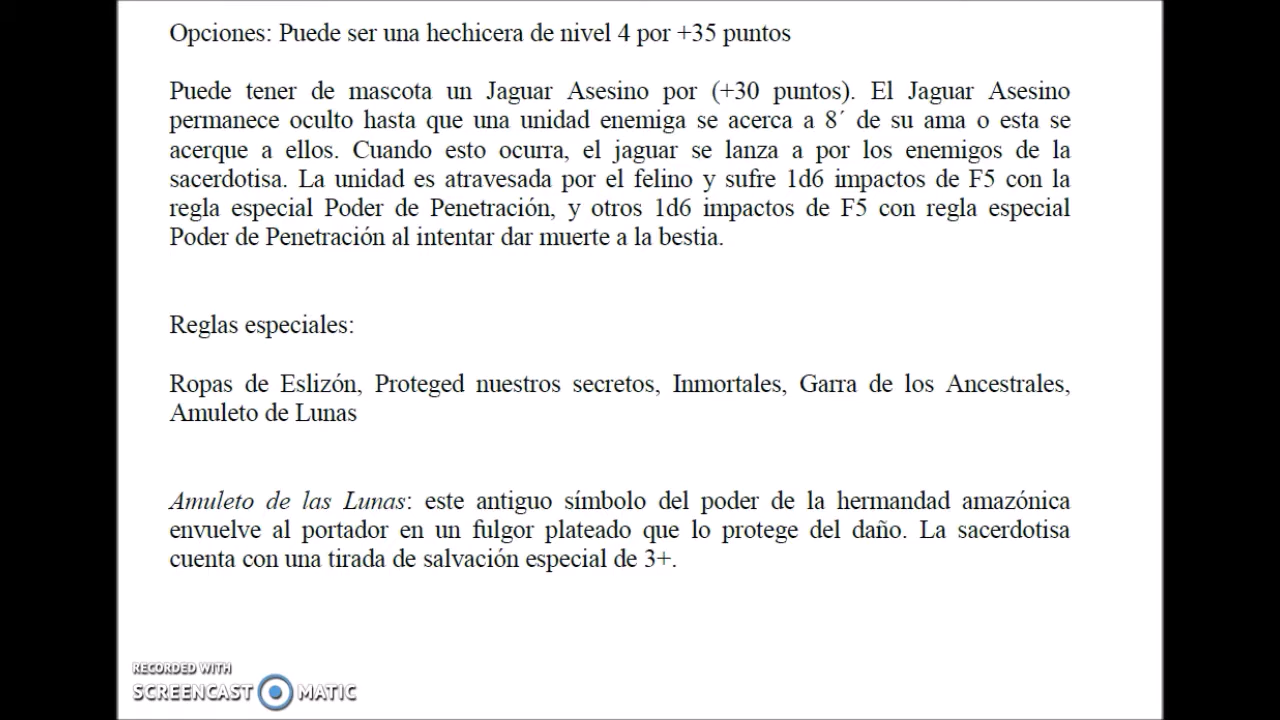 Opciones: Puede ser una hechicera de nivel 4 por +35 puntos
Puede tener de mascota un Jaguar Asesino por (+30 puntos). El Jaguar Asesino
permanece oculto hasta que una unidad enemiga se acerca a 8´ de su ama o esta se
acerque a ellos. Cuando esto ocurra, el jaguar se lanza a por los enemigos de la
sacerdotisa. La unidad es atravesada por el felino y sufre 1d6 impactos de F5 con la
regla especial Poder de Penetración, y otros 1d6 impactos de F5 con regla especial
Poder de Penetración al intentar dar muerte a la bestia.
Reglas especiales:
Ropas de Eslizón, Proteged nuestros secretos, Inmortales, Garra de los Ancestrales,
Amuleto de Lunas
Amuleto de las Lunas: este antiguo símbolo del poder de la hermandad amazónica
envuelve al portador en un fulgor plateado que lo protege del daño. La sacerdotisa
cuenta con una tirada de salvación especial de 3+.
RECORDED WITH
SCREENCAST MATIC